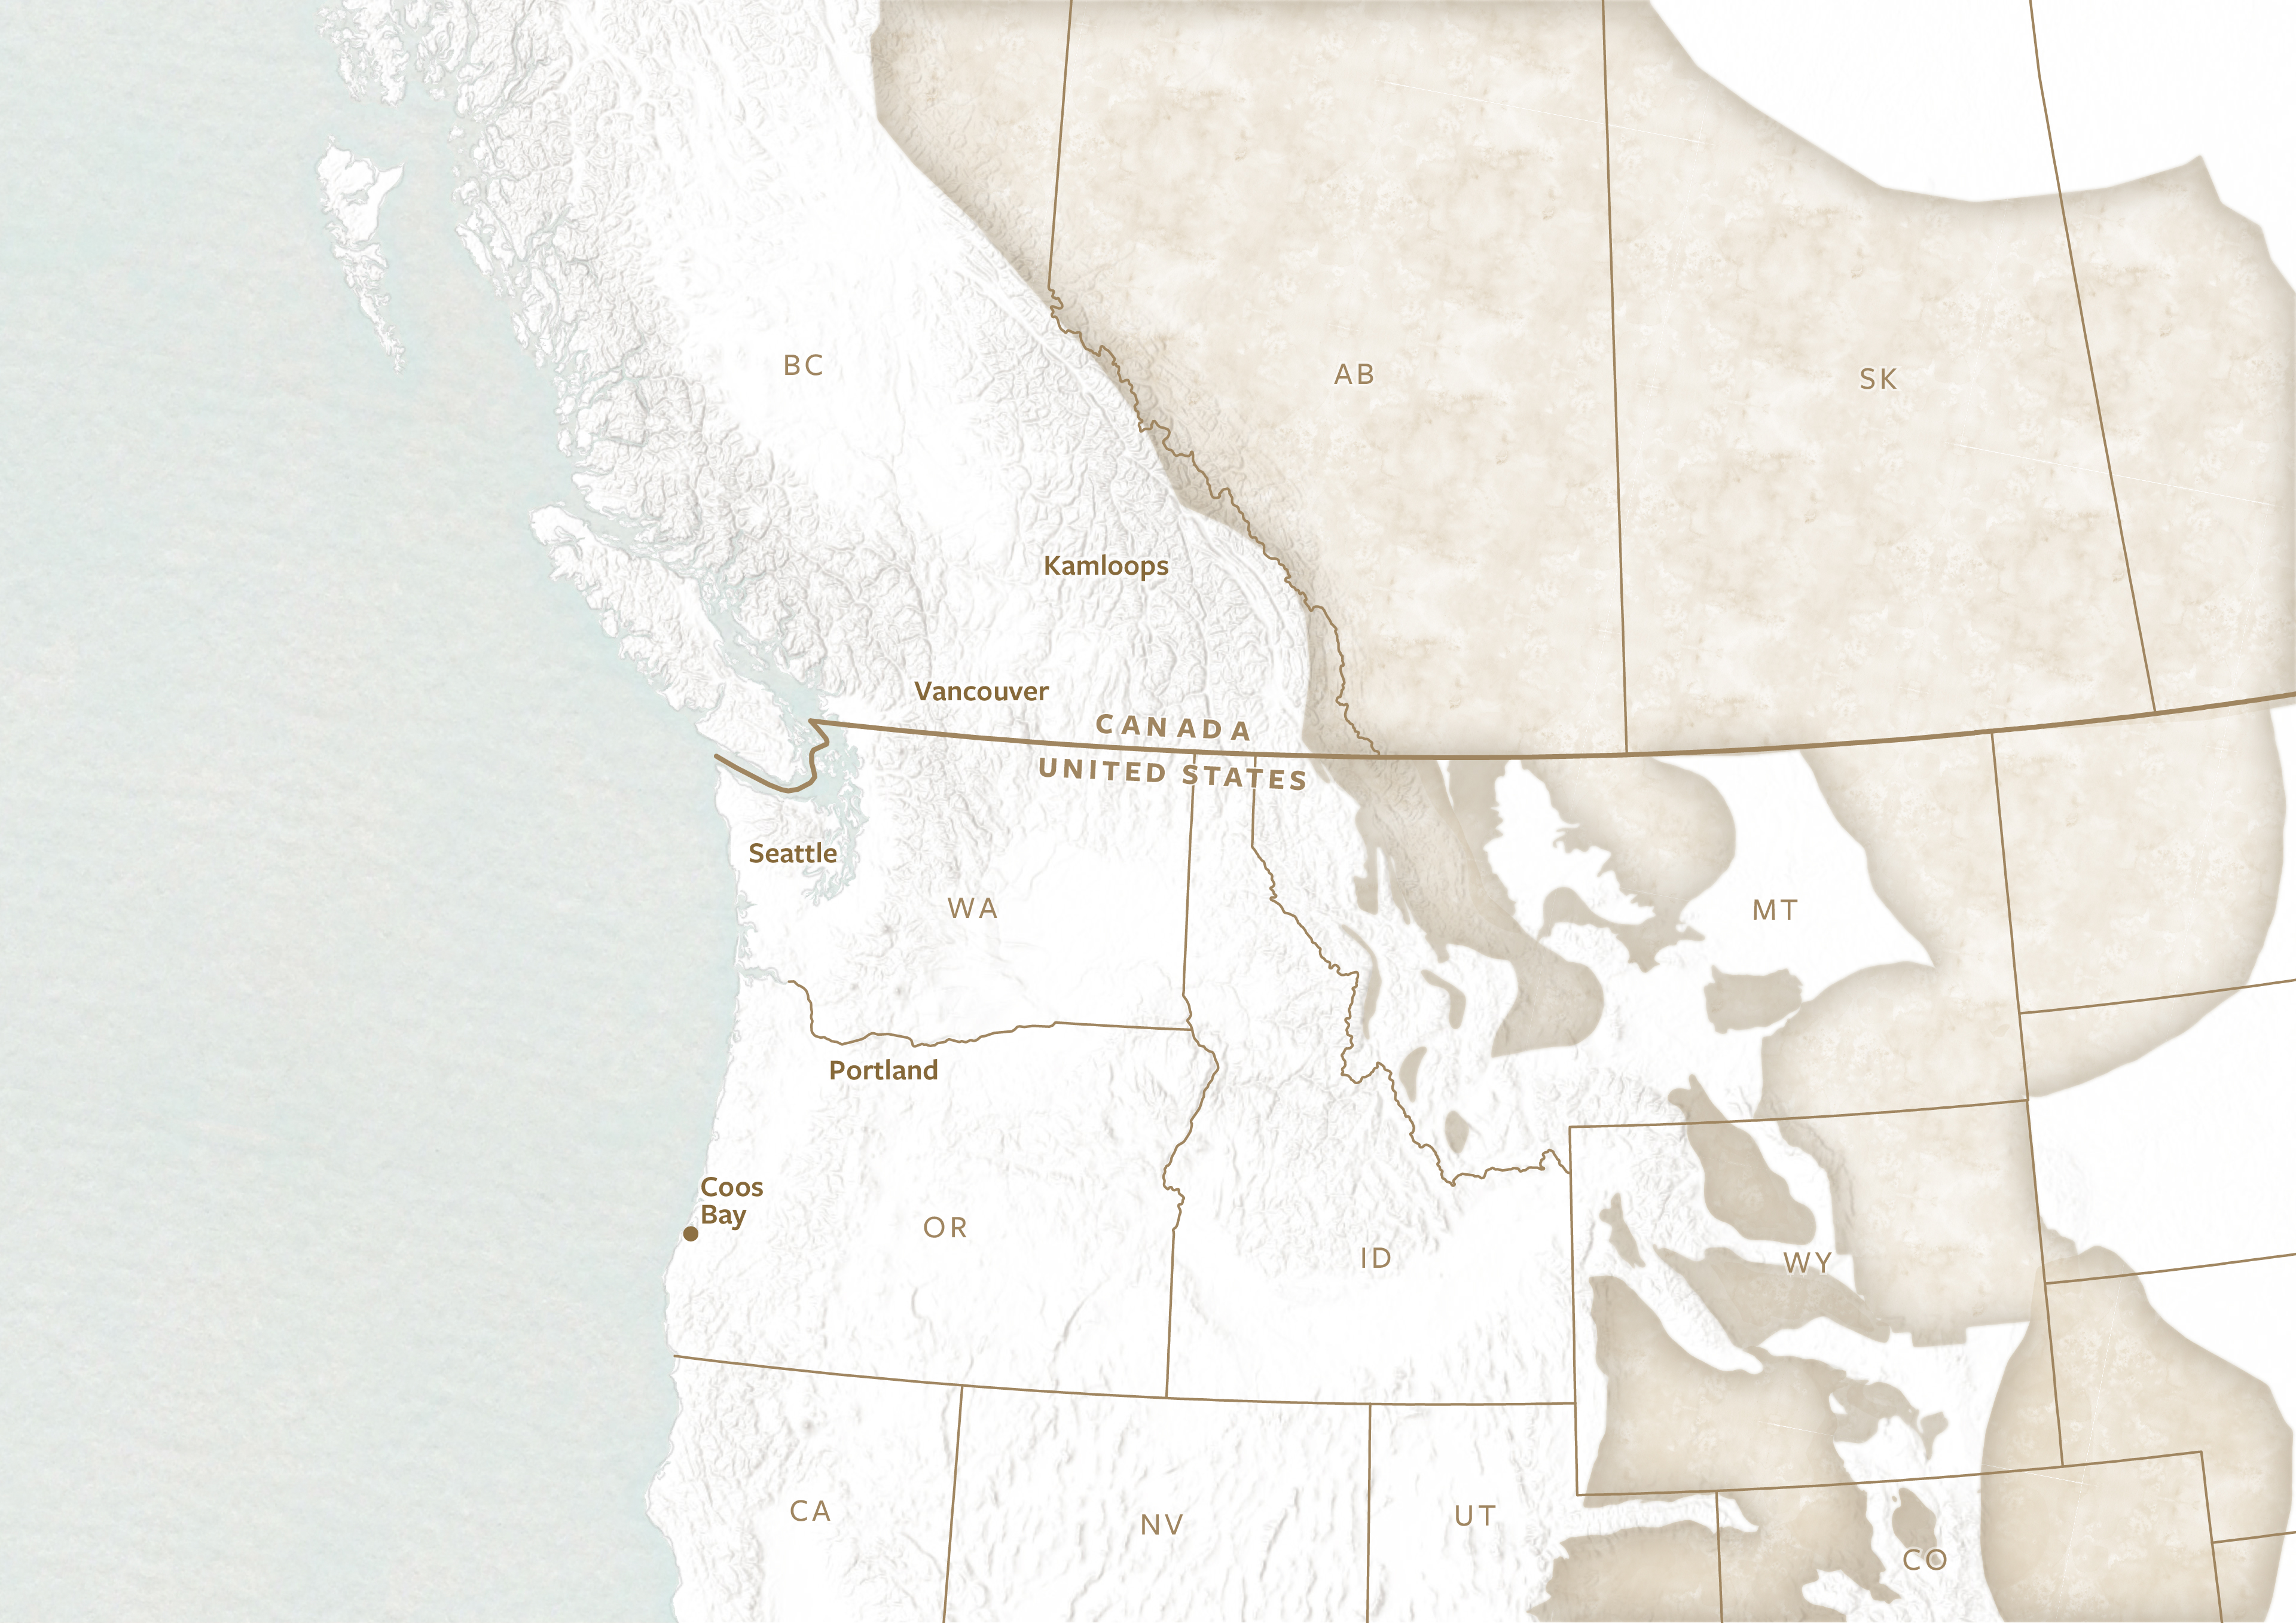 BC
AB
SK
Kamloops
Vancouver
CANADA
UNITED STATES
Seattle
WA
MT
Portland
Coos
Bay
OR
ID
WY
CA
NV
UT
CO